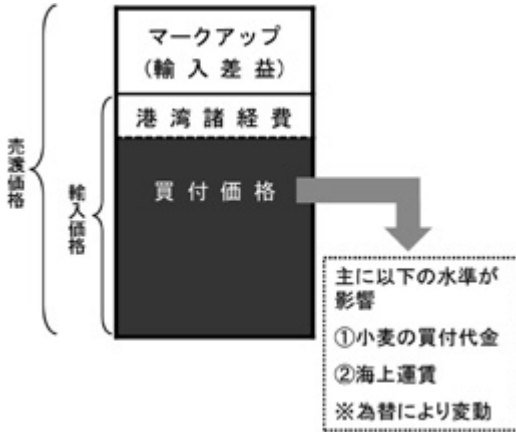 売渡価格
輸入価格
マークアップ
(輸入差益)
港湾諸経費
買付価格
主に以下の水準が
影響
①小麦の買付代金
②海上運賃
※為替により変動